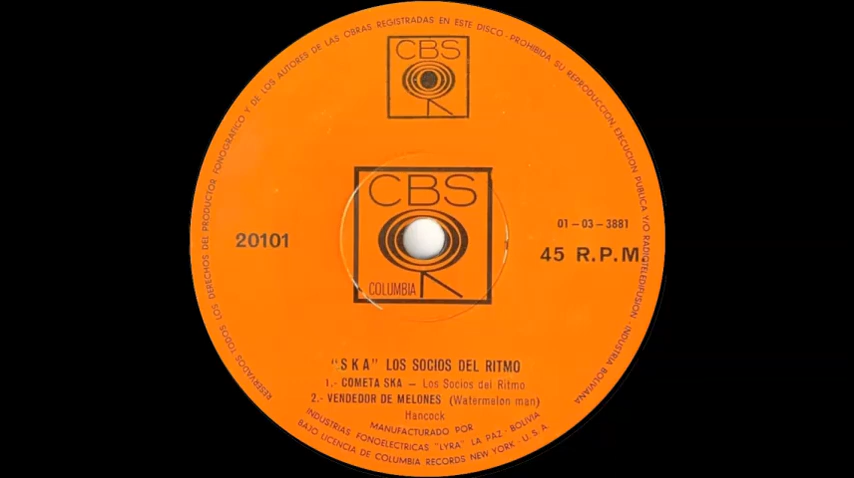 RESERVADOS TODOS LOS DERECHOS DEL PRODUCTOR FONOGRAFICO Y DE LOS AUTORES DE LAS OBRAS REGISTRADAS EN ESTE DISCO - PROHIBIDA SU REPRODUCCION, EJECUCION PUBLICA Y/O RADIOTELEDIFUSION - INDUSTRIA BOLIVIANA
CBS
CBS
COLUMBIA
20101
01-03-3881
45 R.P.M.
"SKA" LOS SOCIOS DEL RITMO
1.- COMETA SKA - Los Socios del Ritmo
2.- VENDEDOR DE MELONES (Watermelon man)
Hancock
MANUFACTURADO POR
INDUSTRIAS FONOELECTRICAS "LYRA" LA PAZ - BOLIVIA
BAJO LICENCIA DE COLUMBIA RECORDS NEW YORK - U.S.A.